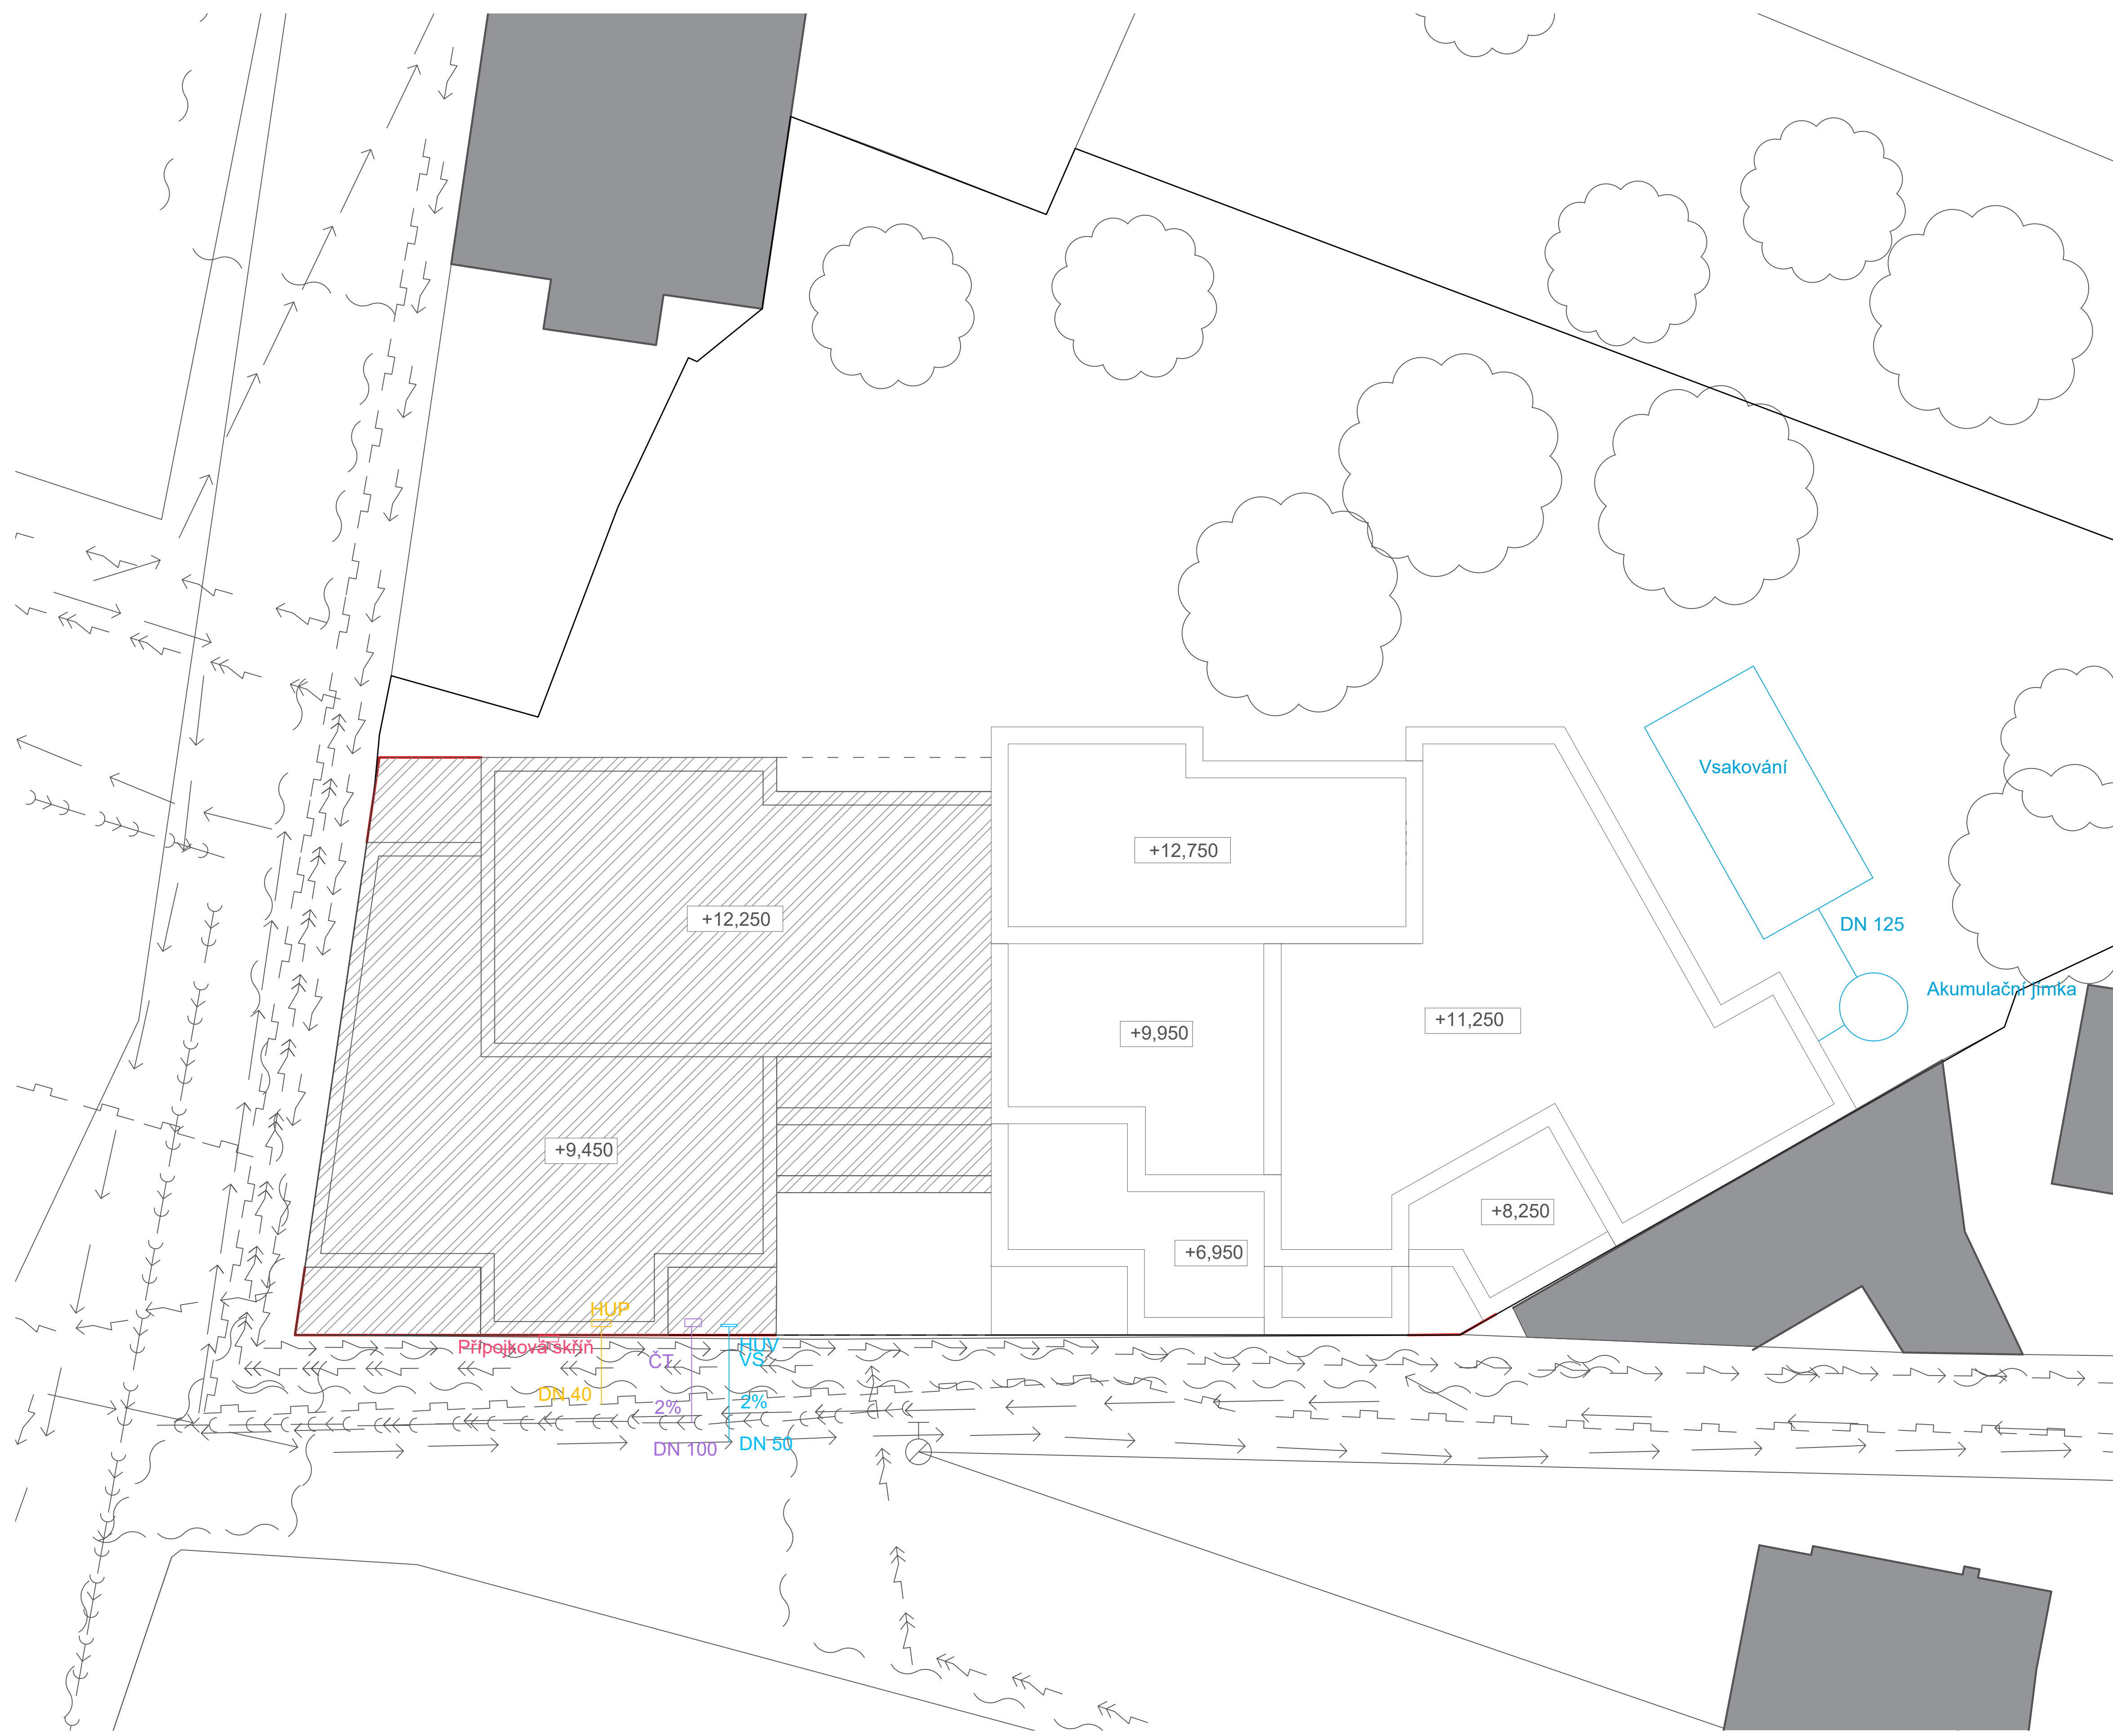 Vsakování
+12,750
+12,250
DN 125
Akumulační jímka
+11,250
+9,950
+9,450
+8,250
+6,950
HUP
Přípojková skříň
HUV
VS
ČT
DN 40
2%
2%
DN 100
DN 50